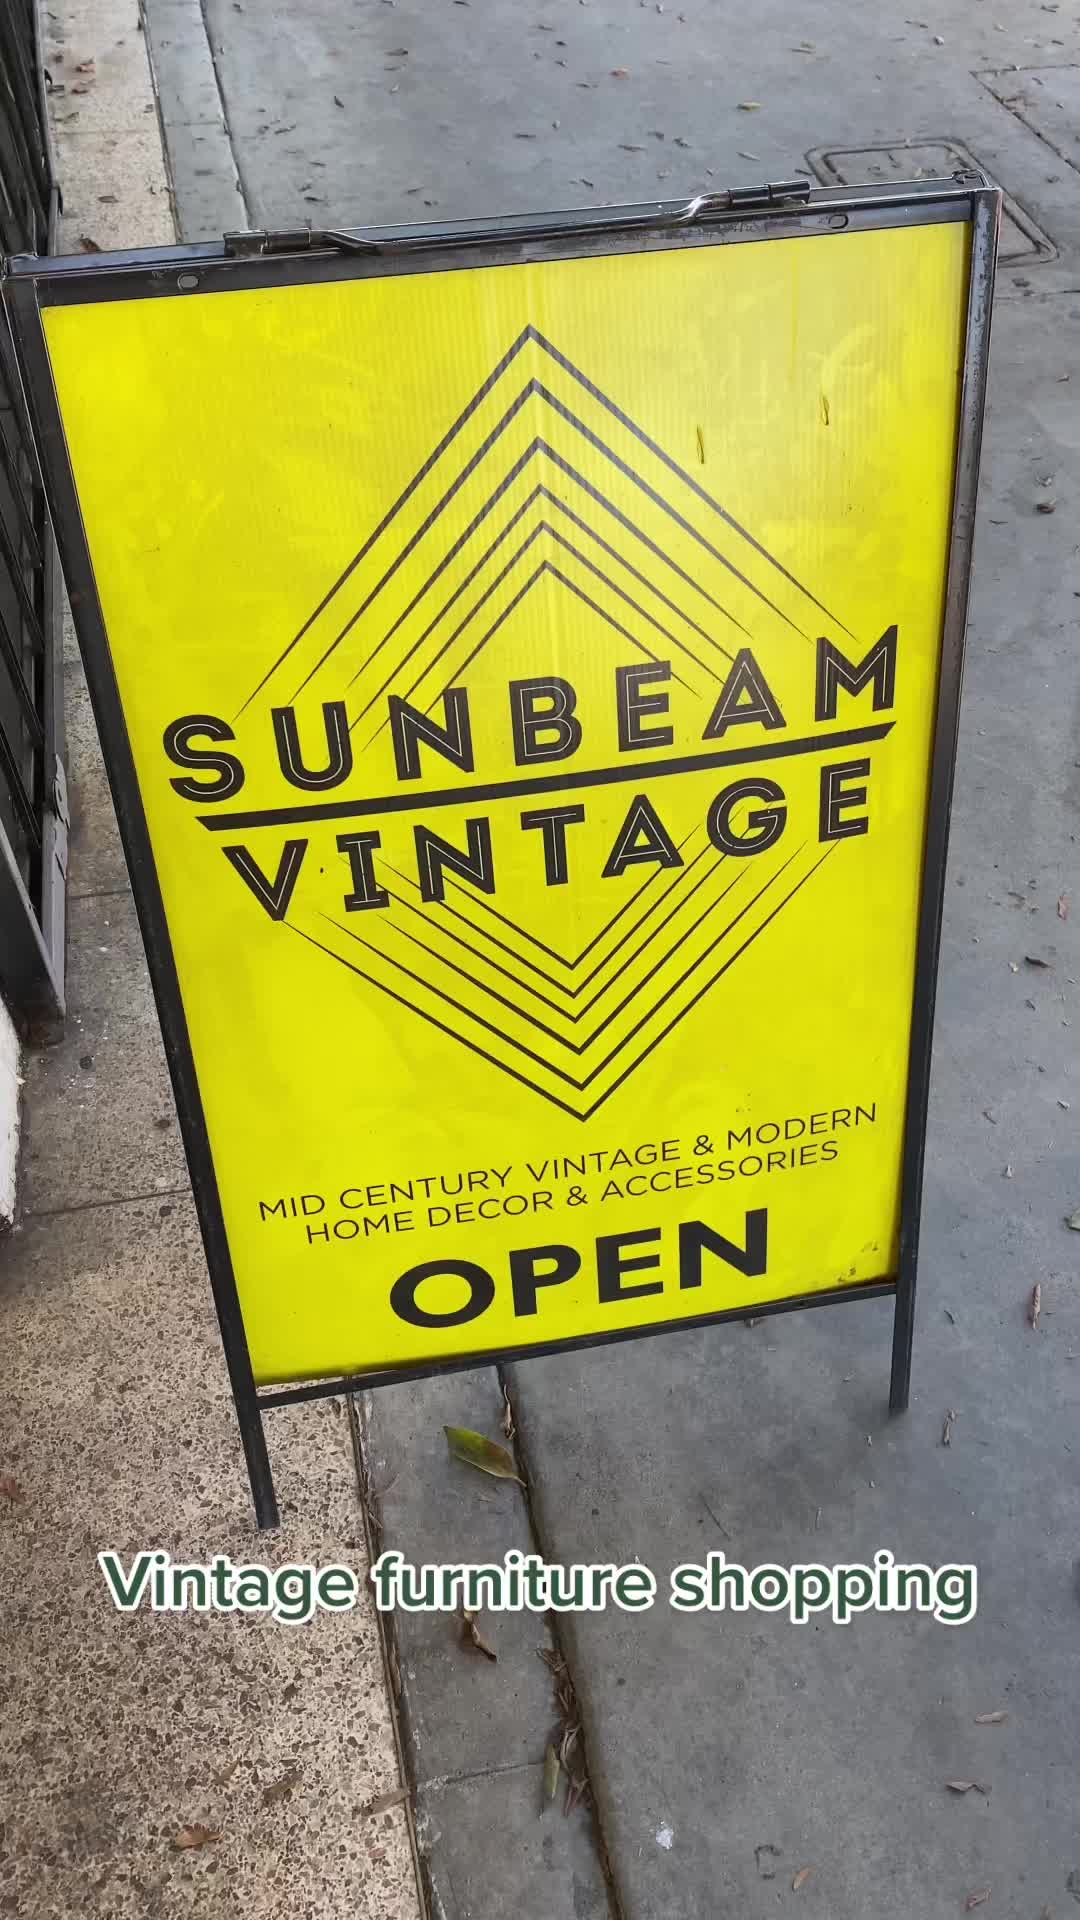 SUNBEAM
VINTAGE
MID CENTURY VINTAGE & MODERN
HOME DECOR & ACCESSORIES
OPEN
Vintage furniture shopping